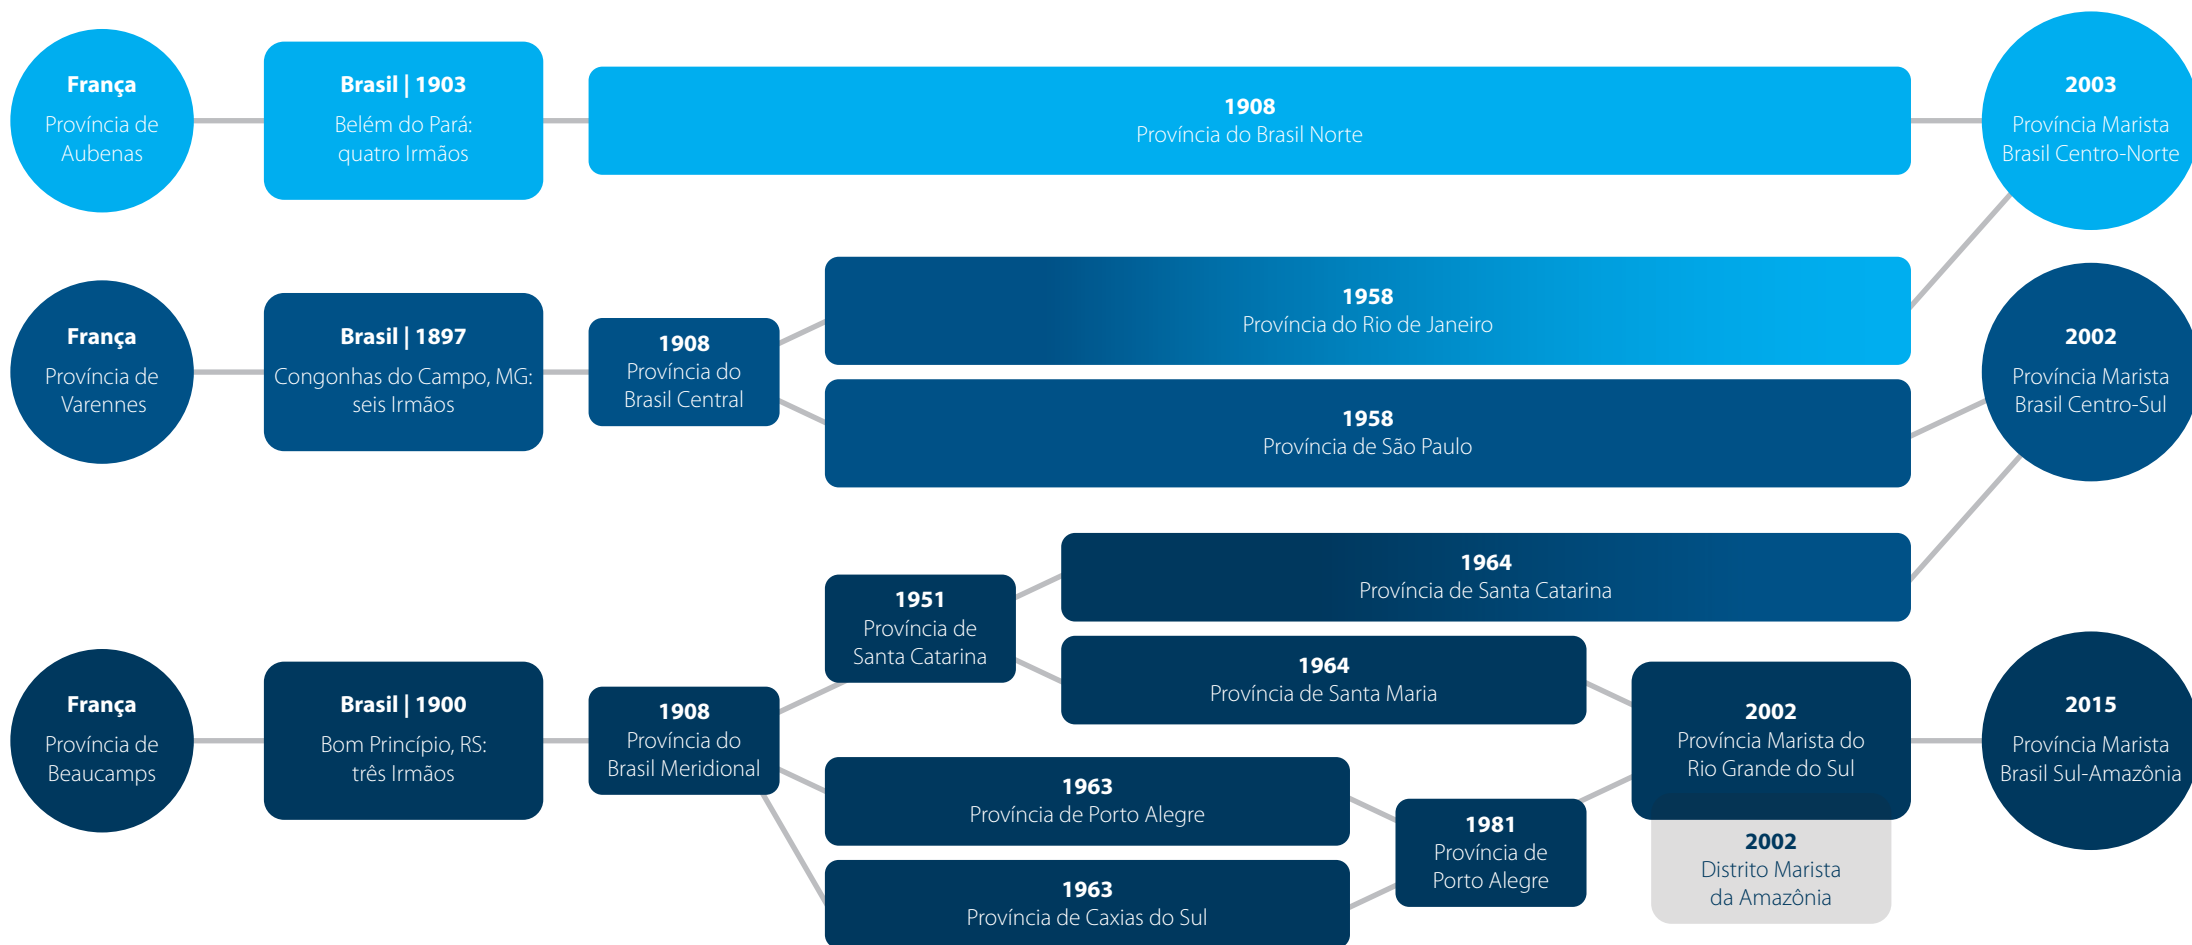 França
Província de
Aubenas
Brasil | 1903
Belém do Pará:
quatro Irmãos
1908
Província do Brasil Norte
2003
Província Marista
Brasil Centro-Norte
França
Província de
Varennes
Brasil | 1897
Congonhas do Campo, MG:
seis Irmãos
1908
Província do
Brasil Central
1958
Província do Rio de Janeiro
1958
Província de São Paulo
2002
Província Marista
Brasil Centro-Sul
França
Província de
Beaucamps
Brasil | 1900
Bom Princípio, RS:
três Irmãos
1908
Província do
Brasil Meridional
1951
Província de
Santa Catarina
1964
Província de Santa Catarina
1964
Província de Santa Maria
1963
Província de Porto Alegre
1963
Província de Caxias do Sul
1981
Província de
Porto Alegre
2002
Província Marista do
Rio Grande do Sul
2002
Distrito Marista
da Amazônia
2015
Província Marista
Brasil Sul-Amazônia